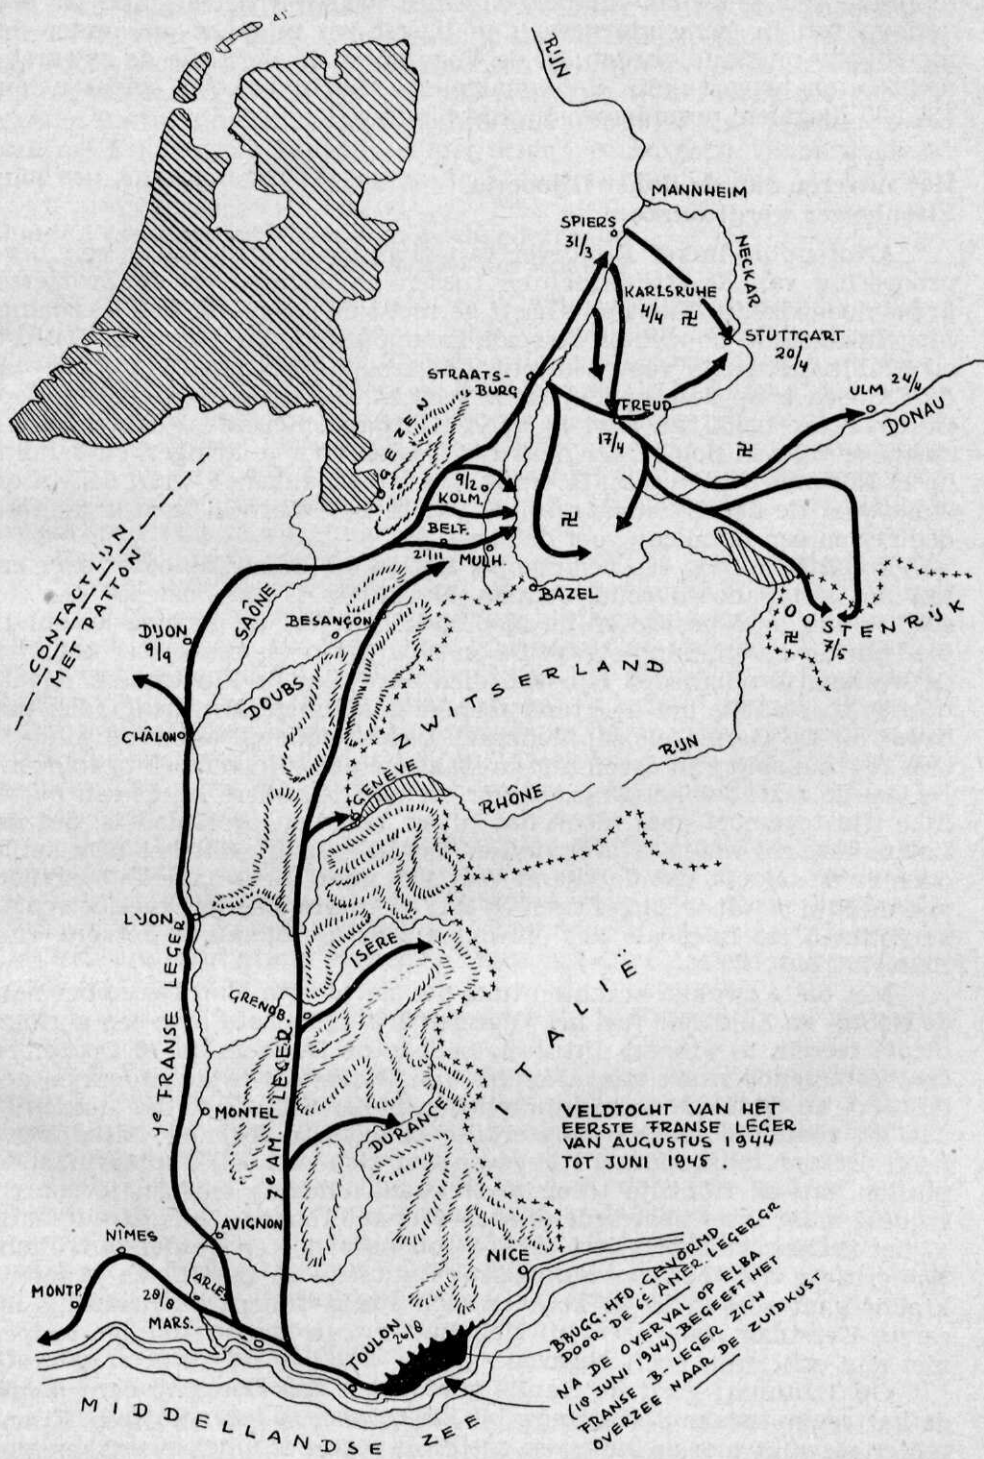 RIJN
MANNHEIM
SPIERS
31/3
NECKAR
KARLSRUHE
4/4
STUTTGART
20/4
STRAATS-
BURG
FREUD
17/4
ULM 24/4
DONAU
GEZEN
9/2
KOLM.
BELF.
21/11
MULH.
BAZEL
CONTACTLIJN
MET PATTON
SAÔNE
DIJON
9/9
BESANÇON
DOUBS
OOSTENRIJK
7/5
ZWITSERLAND
CHÂLON
RIJN
GENÈVE
RHÔNE
LYON
1e FRANSE LEGER
ISÈRE
GRENOB.
7e AM. LEGER.
ITALIË
MONTEL
DURANCE
VELDTOCHT VAN HET
EERSTE FRANSE LEGER
VAN AUGUSTUS 1944
TOT JUNI 1945.
AVIGNON
NÎMES
NICE
MONTP.
ARLES
28/8
MARS.
TOULON
26/8
BRUGG. HFD. GEVORMD
DOOR DE 6e AMER. LEGERGR
NA DE OVERVAL OP ELBA
(18 JUNI 1944) BEGEEFT HET
FRANSE B-LEGER ZICH
OVERZEE NAAR DE ZUIDKUST
MIDDELLANDSE ZEE